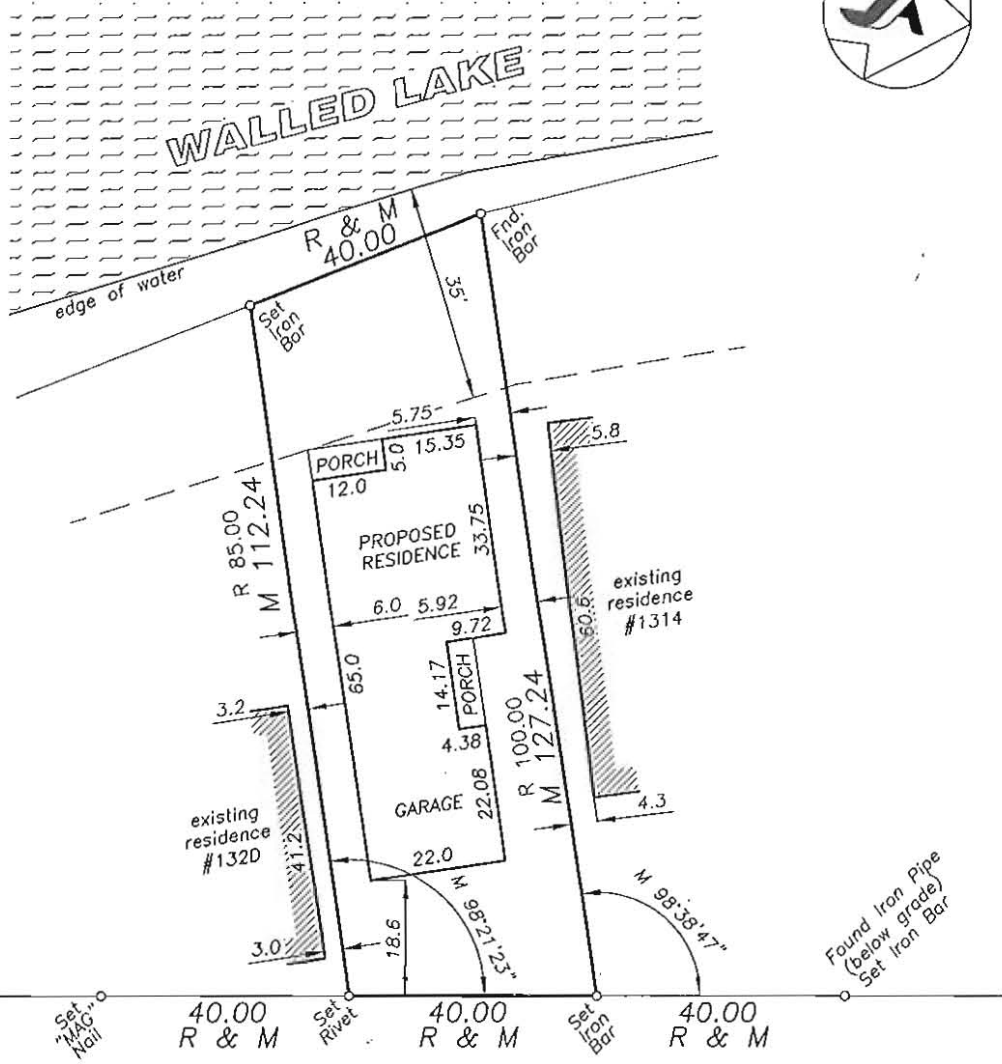 WALLED LAKE
edge of water
R & M
40.00
Fnd.
Iron
Bar
Set
Iron
Bar
35'
5.75
15.35
5.0
PORCH
12.0
5.8
R 85.00
M 112.24
PROPOSED
RESIDENCE
33.75
existing
residence
#1314
6.0
5.92
60.5
9.72
65.0
14.17
PORCH
3.2
4.38
R 100.00
M 127.24
existing
residence
#1320
41.2
GARAGE
22.08
4.3
22.0
M 98°21'23"
M 98°38'47"
3.0
18.6
Found Iron Pipe
(below grade)
Set Iron Bar
Set
"MAG"
Nail
40.00
R & M
Set
Rivet
40.00
R & M
Set
Iron
Bar
40.00
R & M